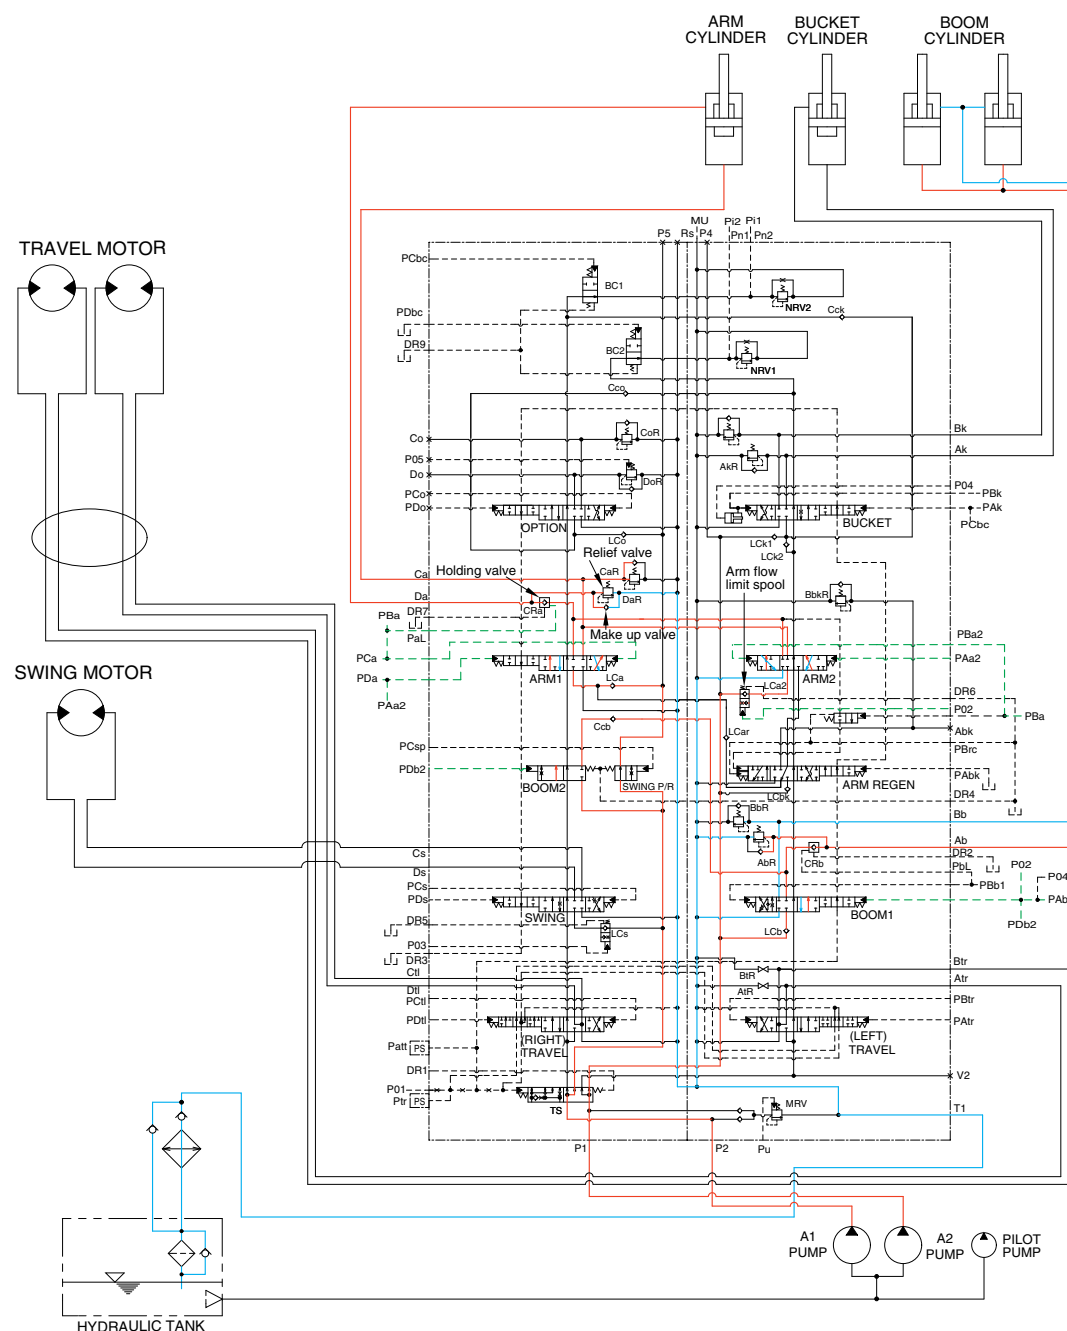 ARM CYLINDER
BUCKET CYLINDER
BOOM CYLINDER
TRAVEL MOTOR
MU
Pi2 Pi1
P5 Rs P4 Pn1 Pn2
PCbc
BC1
NRV2
Cck
PDbc
DR9
BC2
NRV1
Cco
Co
CoR
Bk
P05
Ak
Do
DoR
AkR
PCo
P04
PDo
PBk
PAk
OPTION
BUCKET
PCbc
LCo
LCk1
LCk2
Relief valve
Holding valve
Arm flow limit spool
Ca
CaR
Da
DaR
BbkR
PBa
DR7
CRa
PaL
Make up valve
PBa2
PCa
PAa2
PDa
ARM1
LCa
LCa2
ARM2
PAa2
DR6
SWING MOTOR
P02
PBa
Ccb
LCar
Abk
PCsp
PBrc
PDb2
BOOM2
SWING P/R
ARM REGEN
PAbk
LCbk
DR4
BbR
Bb
AbR
Ab
CRb
DR2
Cs
PbL
P02
Ds
PBb1
P04
PCs
PDs
PAb
SWING
BOOM1
DR5
PDb2
LCs
LCb
P03
DR3
Btr
Ctl
BtR
Atr
Dtl
AtR
PCtl
PBtr
PDtl
PAtr
(RIGHT) TRAVEL
(LEFT) TRAVEL
Patt PS
DR1
V2
P01
Ptr PS
TS
MRV
T1
P1
P2
Pu
A1 PUMP
A2 PUMP
PILOT PUMP
HYDRAULIC TANK